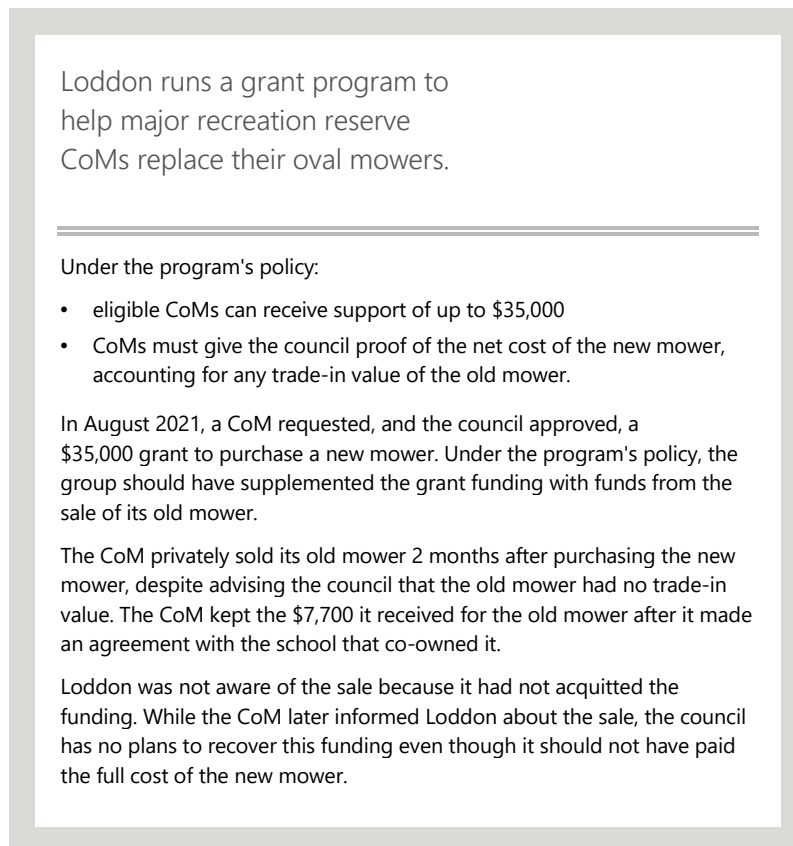 Loddon runs a grant program to
help major recreation reserve
CoMs replace their oval mowers.
Under the program's policy:
• eligible CoMs can receive support of up to $35,000
• CoMs must give the council proof of the net cost of the new mower,
accounting for any trade-in value of the old mower.
In August 2021, a CoM requested, and the council approved, a
$35,000 grant to purchase a new mower. Under the program's policy, the
group should have supplemented the grant funding with funds from the
sale of its old mower.
The CoM privately sold its old mower 2 months after purchasing the new
mower, despite advising the council that the old mower had no trade-in
value. The CoM kept the $7,700 it received for the old mower after it made
an agreement with the school that co-owned it.
Loddon was not aware of the sale because it had not acquitted the
funding. While the CoM later informed Loddon about the sale, the council
has no plans to recover this funding even though it should not have paid
the full cost of the new mower.